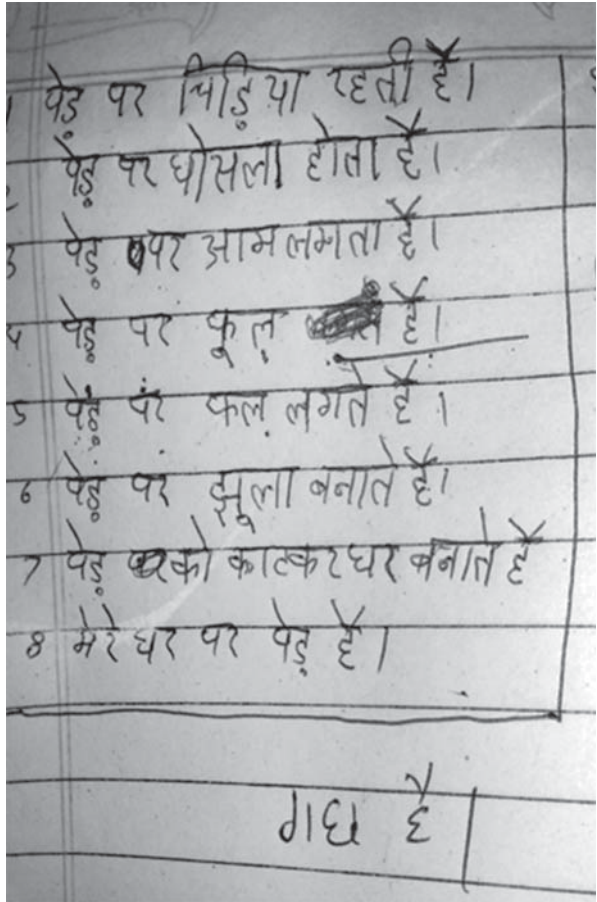 1 पेड़ पर चिड़िया रहती है।
2 पेड़ पर घोसला होता है।
3 पेड़ पर आम लगता है।
4 पेड़ पर फूल है।
5 पेड़ पर फल लगते है।
6 पेड़ पर झूला बनाते है।
7 पेड़ को काटकर घर बनाते है
8 मेरे घर पर पेड़ है।
गद्य है।